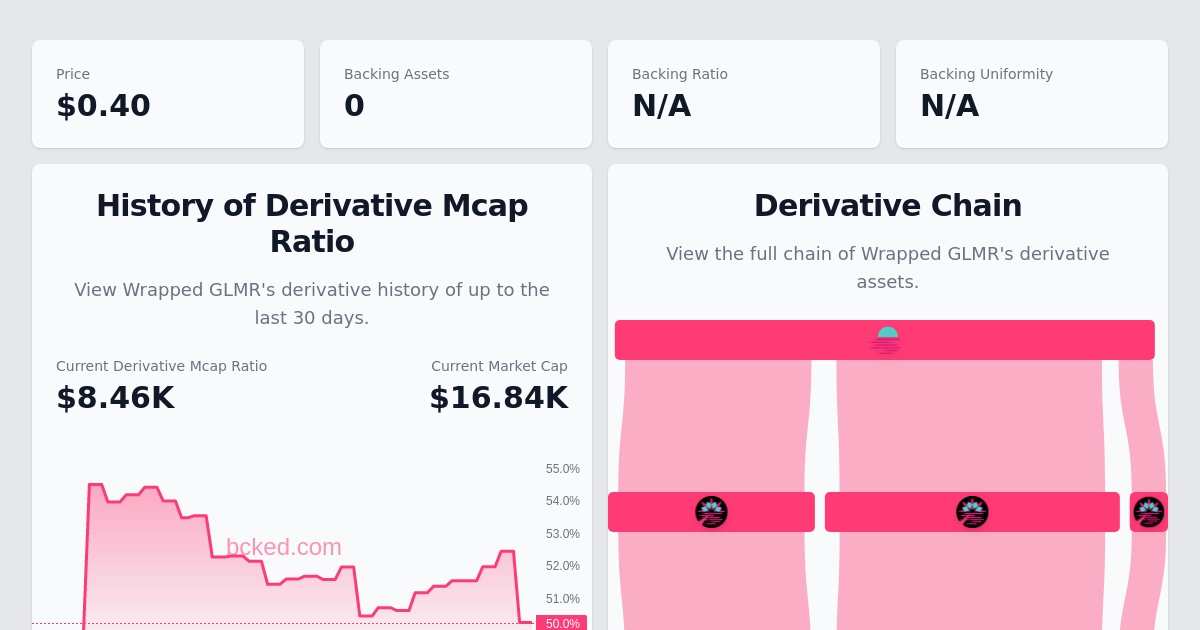 Price
$0.40
Backing Assets
0
Backing Ratio
N/A
Backing Uniformity
N/A
History of Derivative Mcap
Ratio
View Wrapped GLMR's derivative history of up to the
last 30 days.
Current Derivative Mcap Ratio
$8.46K
Current Market Cap
$16.84K
55.0%
54.0%
53.0%
52.0%
51.0%
50.0%
bcked.com
Derivative Chain
View the full chain of Wrapped GLMR's derivative
assets.